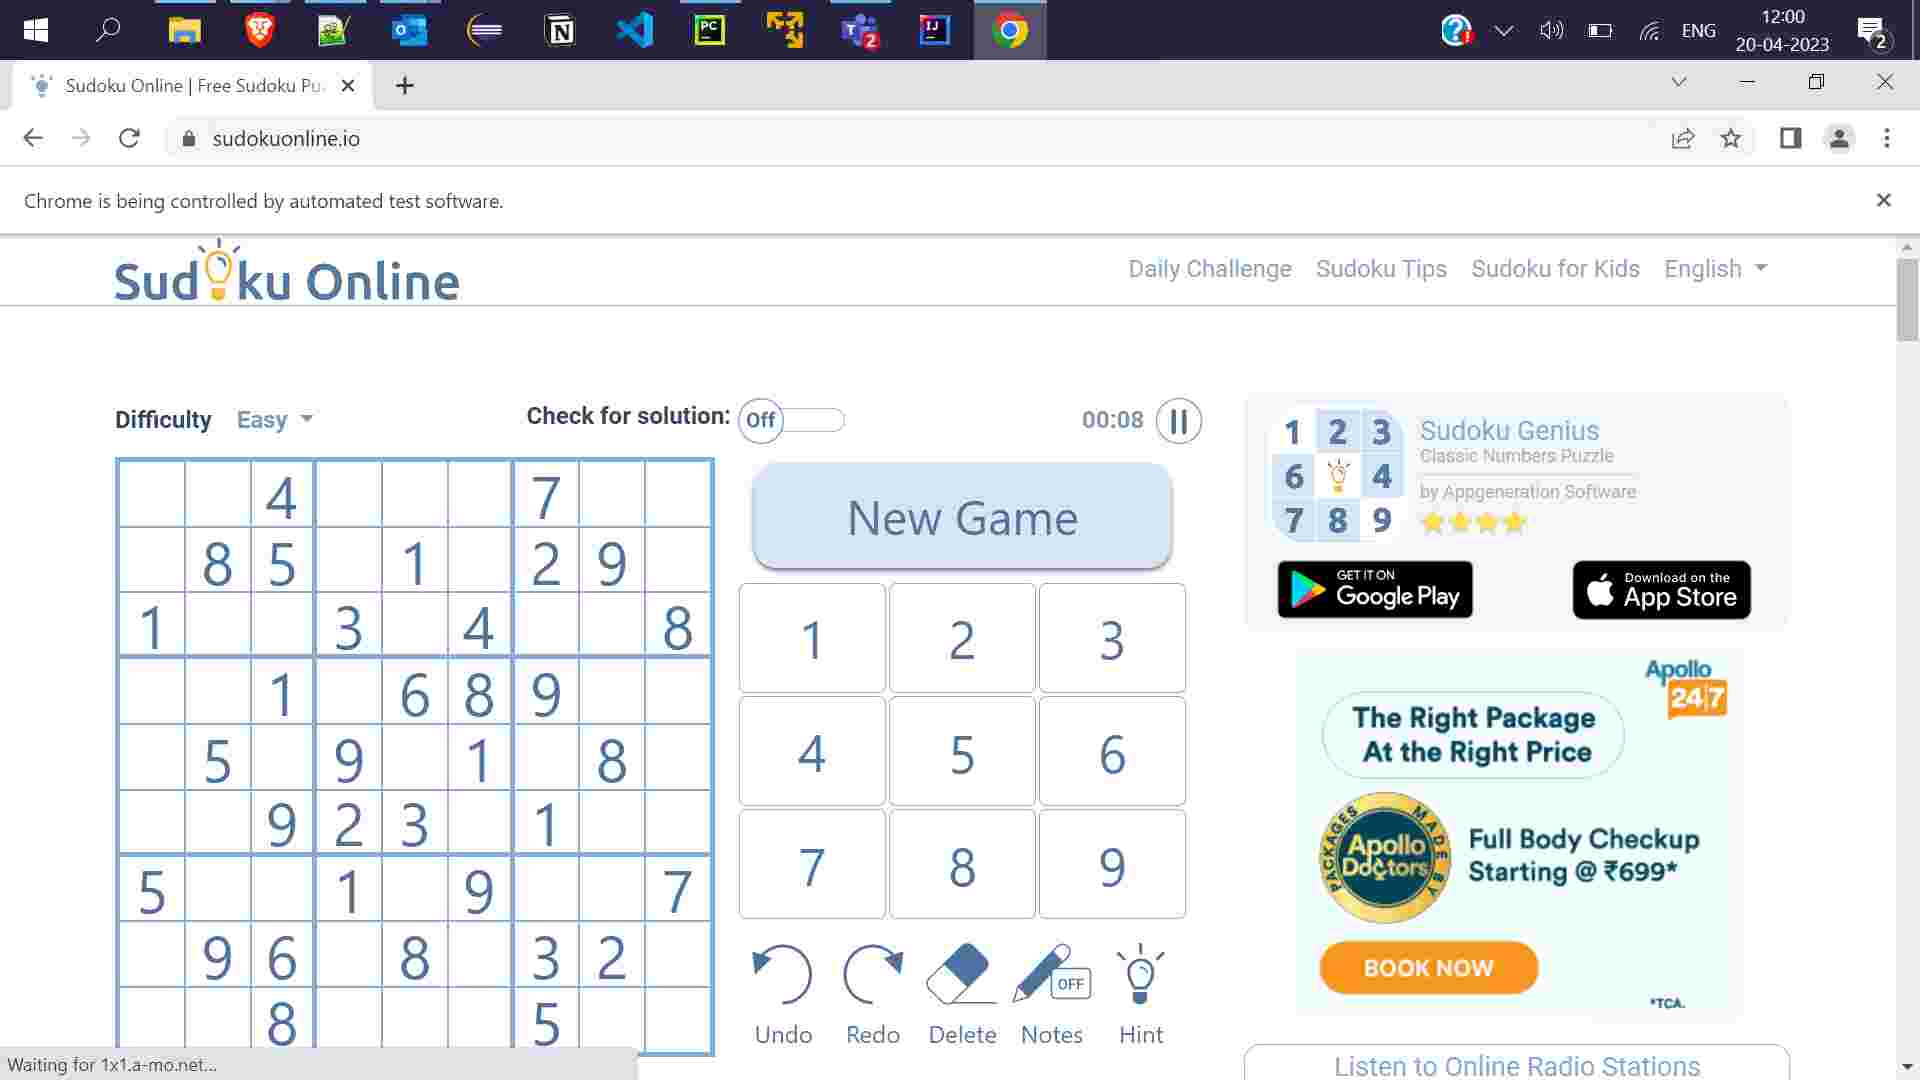 PC
2
IJ
ENG
12:00
20-04-2023
2
Sudoku Online | Free Sudoku Pu
sudokuonline.io
Chrome is being controlled by automated test software.
Sudoku Online
Daily Challenge
Sudoku Tips
Sudoku for Kids
English
Difficulty Easy
Check for solution: Off
00:08
4 7
8 5 1 2 9
1 3 4 8
1 6 8 9
5 9 1 8
9 2 3 1
5 1 9 7
9 6 8 3 2
8 5
New Game
1 2 3
4 5 6
7 8 9
OFF
Undo Redo Delete Notes Hint
1 2 3
6 4
7 8 9
Sudoku Genius
Classic Numbers Puzzle
by Appgeneration Software
GET IT ON
Google Play
Download on the
App Store
Apollo
24|7
The Right Package
At the Right Price
PACKAGES MADE BY
Apollo
Doctors
Full Body Checkup
Starting @ ₹699*
BOOK NOW
*TCA.
Listen to Online Radio Stations
Waiting for 1x1.a-mo.net...